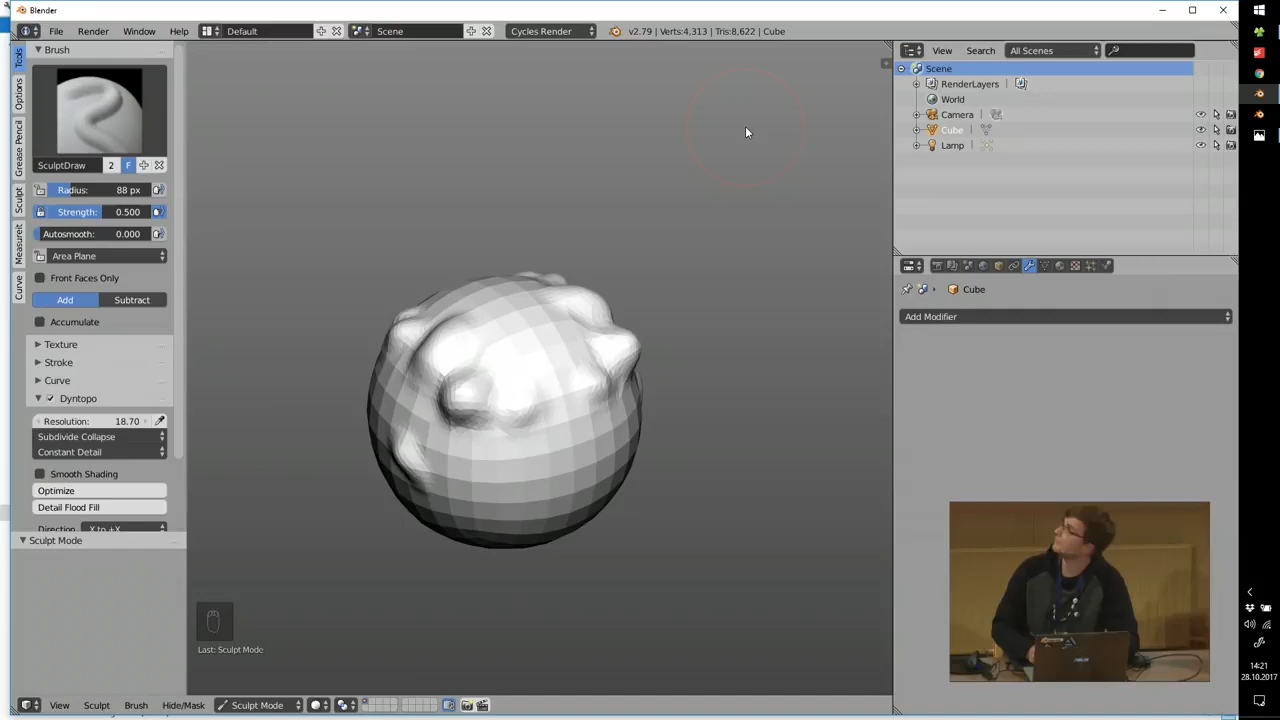 Blender
File Render Window Help Default Scene Cycles Render v2.79 | Verts:4,313 | Tris:8,622 | Cube
Tools
Options
Grease Pencil
Sculpt
Measureit
Curve
Brush
SculptDraw 2 F
Radius: 88 px
Strength: 0.500
Autosmooth: 0.000
Area Plane
Front Faces Only
Add Subtract
Accumulate
Texture
Stroke
Curve
Dyntopo
Resolution: 18.70
Subdivide Collapse
Constant Detail
Smooth Shading
Optimize
Detail Flood Fill
Direction X to +X
Sculpt Mode
Last: Sculpt Mode
View Sculpt Brush Hide/Mask Sculpt Mode
View Search All Scenes
Scene
RenderLayers
World
Camera
Cube
Lamp
Cube
Add Modifier
14:21
28.10.2017